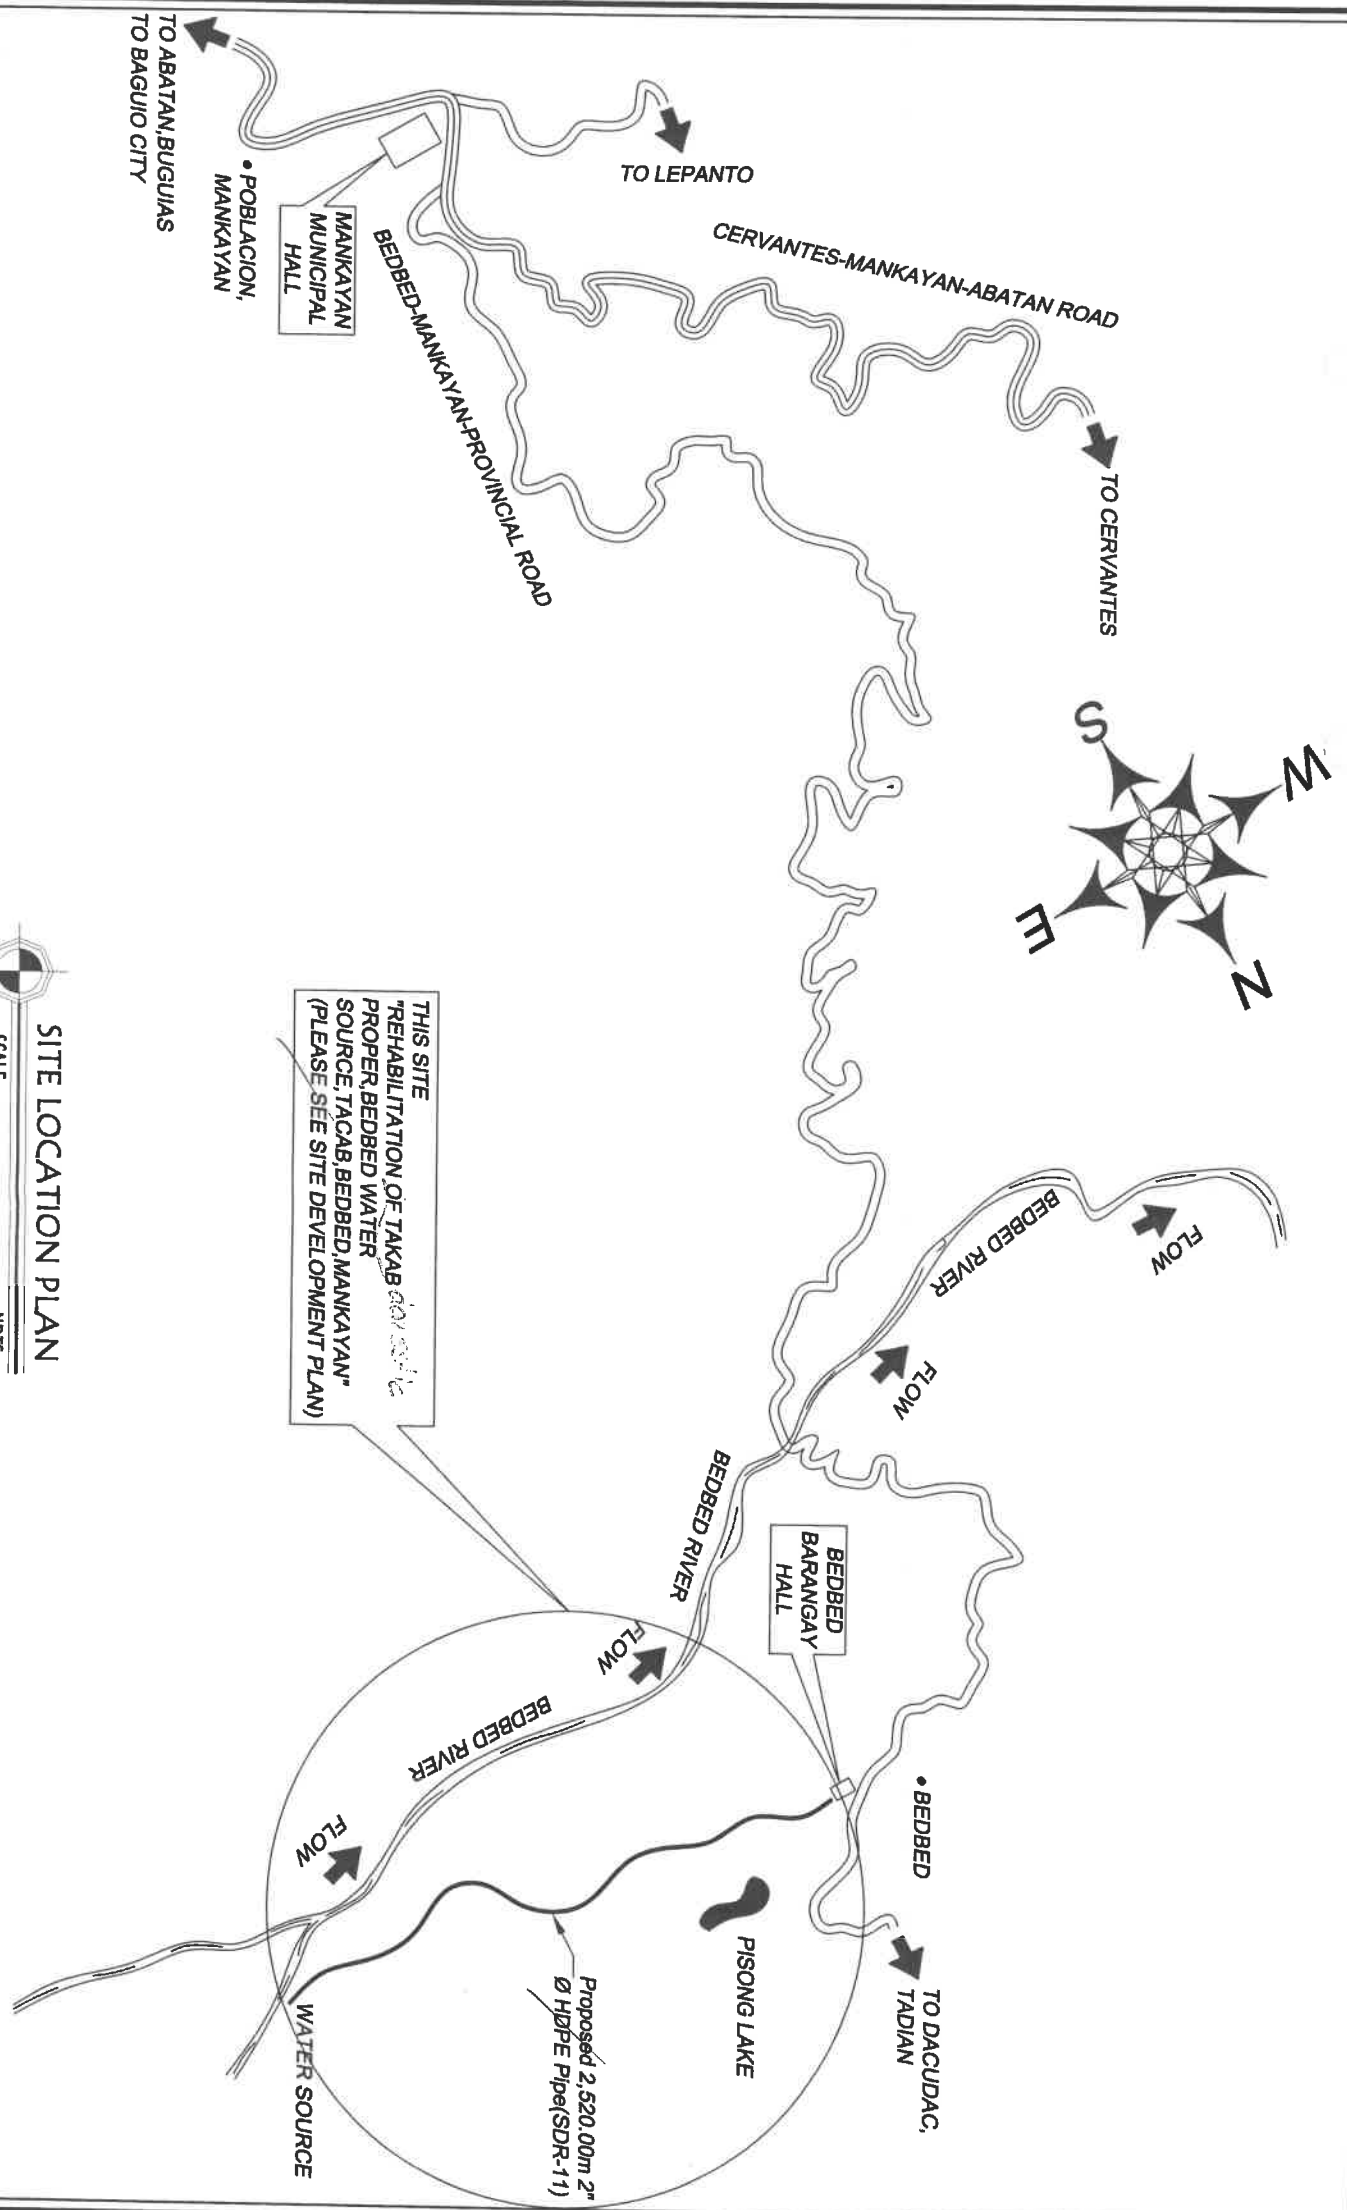 TO ABATAN,BUGUIAS
TO BAGUIO CITY
• POBLACION,
MANKAYAN
MANKAYAN
MUNICIPAL
HALL
TO LEPANTO
CERVANTES-MANKAYAN-ABATAN ROAD
BEDBED-MANKAYAN-PROVINCIAL ROAD
TO CERVANTES
S
W
E
N
THIS SITE
"REHABILITATION OF TAKAB
PROPER,BEDBED WATER
SOURCE,TACAB,BEDBED,MANKAYAN"
(PLEASE SEE SITE DEVELOPMENT PLAN)
BEDBED RIVER
FLOW
FLOW
BEDBED RIVER
FLOW
BEDBED RIVER
FLOW
BEDBED
BARANGAY
HALL
• BEDBED
TO DACUDAC,
TADIAN
PISONG LAKE
Proposed 2,520.00m 2"
Ø HDPE Pipe(SDR-11)
WATER SOURCE
SITE LOCATION PLAN
SCALE